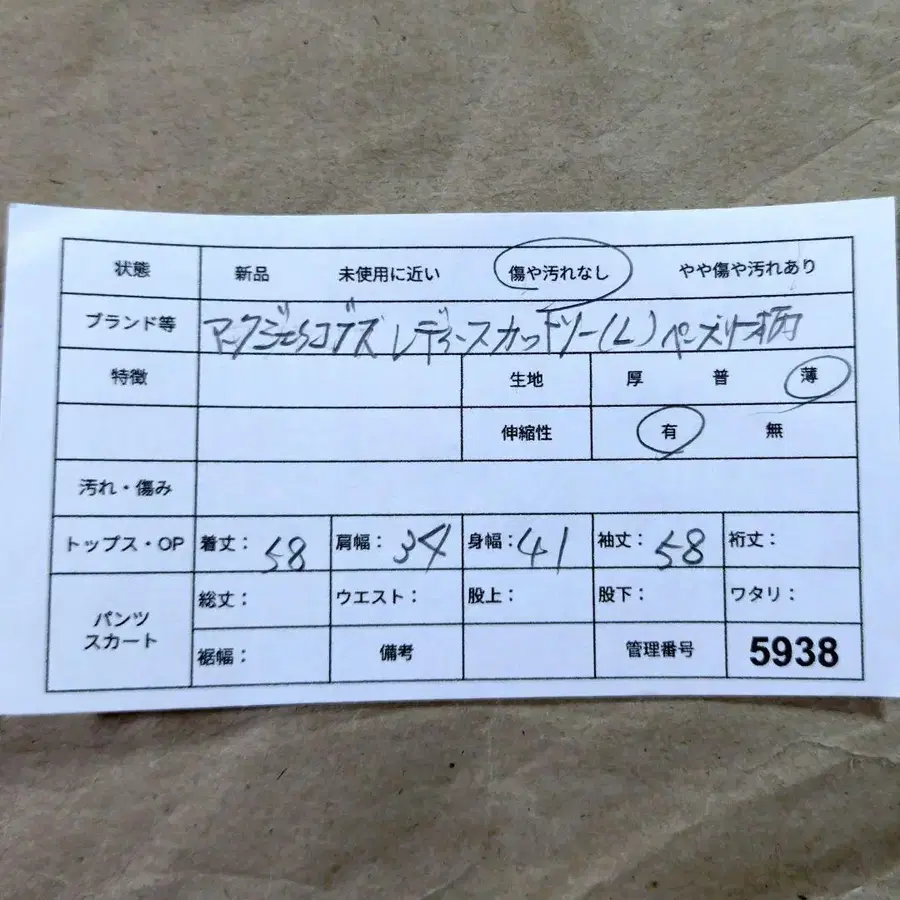 状態 新品 未使用に近い 傷や汚れなし やや傷や汚れあり
ブランド等 マークジェイコブズ レディースカットソー(L) ペーズリー柄
特徴 生地 厚 普 薄
伸縮性 有 無
汚れ・傷み
トップス・OP 着丈: 58 肩幅: 34 身幅: 41 袖丈: 58 裄丈:
パンツ スカート 総丈: ウエスト: 股上: 股下: ワタリ:
裾幅: 備考 管理番号 5938